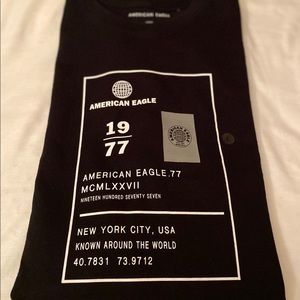 AMERICAN EAGLE
AMERICAN EAGLE
19
77
AMERICAN EAGLE.77
MCMLXXVII
NINETEEN HUNDRED SEVENTY SEVEN
NEW YORK CITY, USA
KNOWN AROUND THE WORLD
40.7831 73.9712